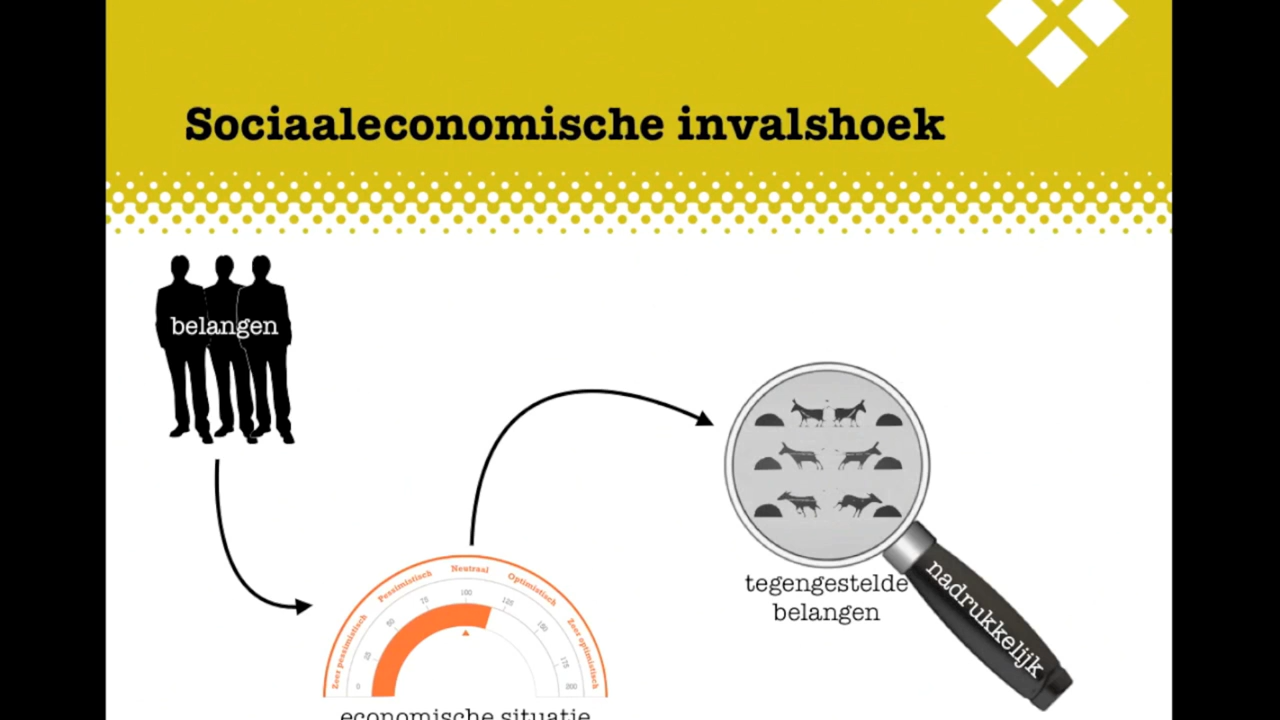 Sociaaleconomische invalshoek
belangen
tegengestelde
belangen
nadrukkelijk
Zeer pessimistisch
Pessimistisch
Neutraal
Optimistisch
Zeer optimistisch
0
25
50
75
100
125
150
175
200
economische situatie